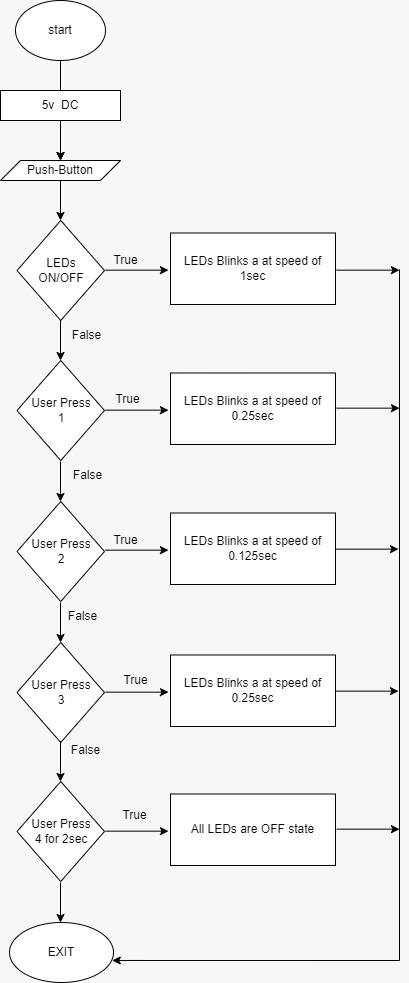 start
5v DC
Push-Button
LEDs
ON/OFF
True
LEDs Blinks a at speed of
1sec
False
User Press
1
True
LEDs Blinks a at speed of
0.25sec
False
User Press
2
True
LEDs Blinks a at speed of
0.125sec
False
User Press
3
True
LEDs Blinks a at speed of
0.25sec
False
User Press
4 for 2sec
True
All LEDs are OFF state
EXIT